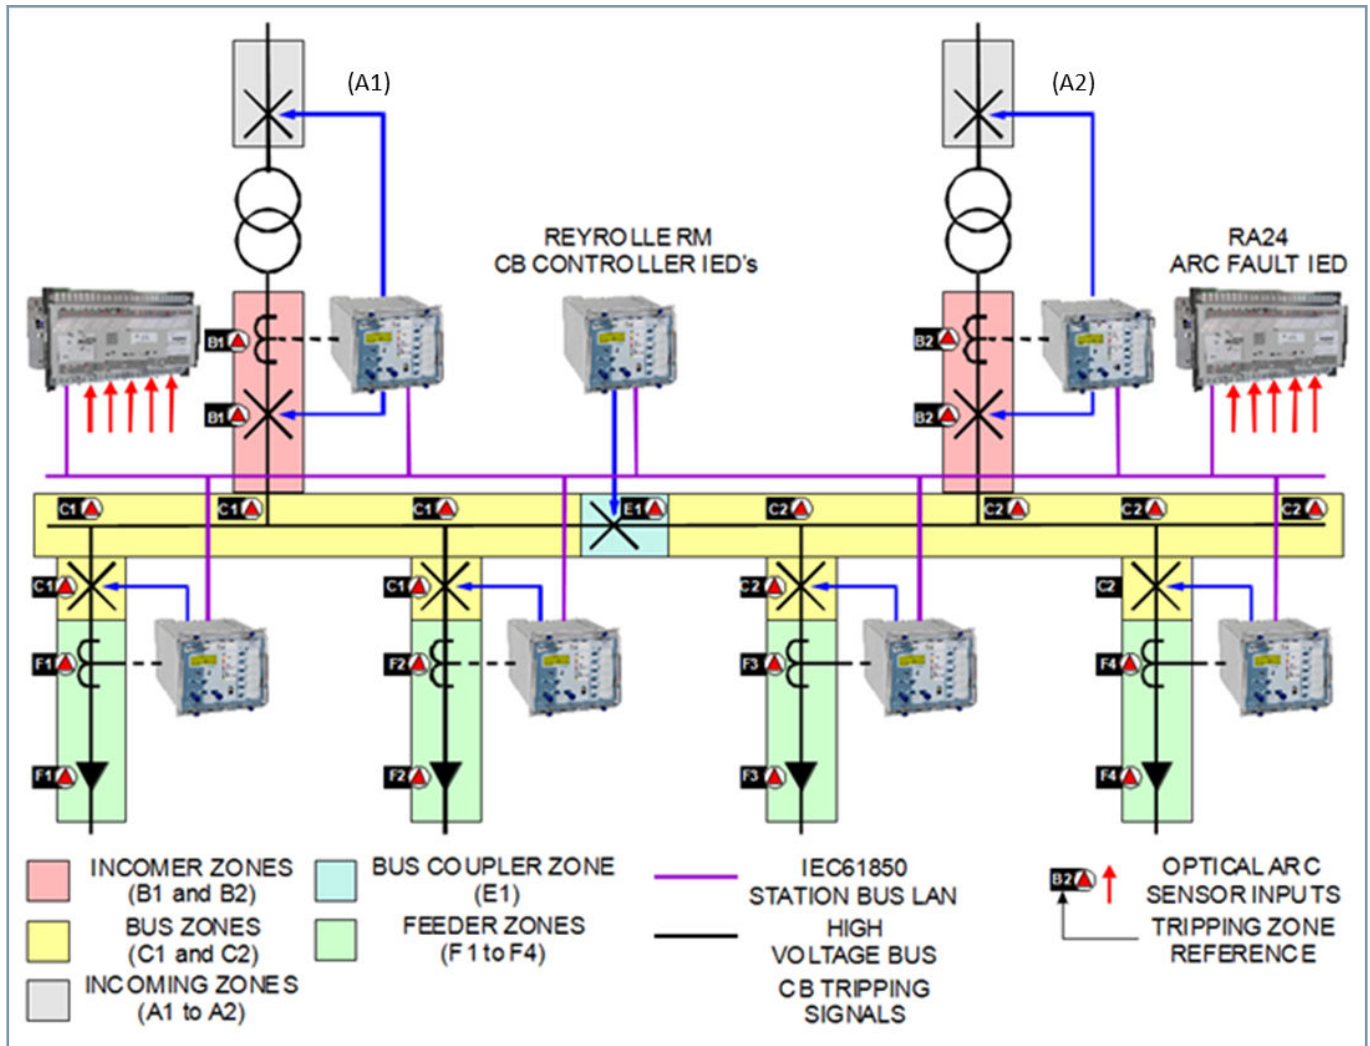 (A1)
(A2)
REYROLLE RM
CB CONTROLLER IED's
RA24
ARC FAULT IED
B1
B2
B1
B2
C1
C1
C1
E1
C2
C2
C2
C2
C1
C1
C2
C2
F1
F2
F3
F4
F1
F2
F3
F4
INCOMER ZONES
(B1 and B2)
BUS ZONES
(C1 and C2)
INCOMING ZONES
(A1 to A2)
BUS COUPLER ZONE
(E1)
FEEDER ZONES
(F1 to F4)
IEC61850
STATION BUS LAN
HIGH
VOLTAGE BUS
CB TRIPPING
SIGNALS
B2
OPTICAL ARC
SENSOR INPUTS
TRIPPING ZONE
REFERENCE